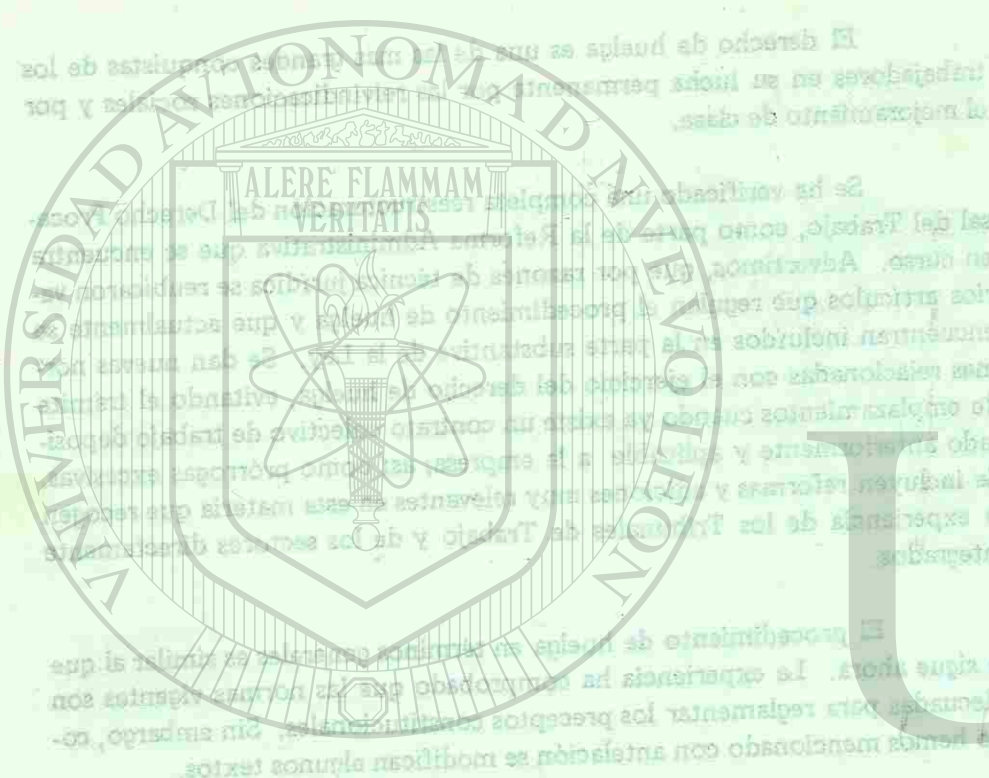 UNIVERSIDAD AUTONOMA DE NUEVO LEÓN
ALERE FLAMMAM
VERITATIS
U
El derecho de huelga es una de las más grandes conquistas de los
trabajadores en su lucha permanente por las reivindicaciones sociales y por
el mejoramiento de clase.
Se ha verificado una completa reestructuración del Derecho Proce-
sal del Trabajo, como parte de la Reforma Administrativa que se encuentra
en curso. Advertimos, que por razones de técnica jurídica se reubicaron va-
rios artículos que regulan el procedimiento de huelga y que actualmente se
encuentran incluídos en la parte substantiva de la Ley. Se dan nuevas nor-
mas relacionadas con el ejercicio del derecho de huelga, evitando el trámite
de emplazamientos cuando ya existe un contrato colectivo de trabajo deposi-
tado anteriormente y aplicable a la empresa, así como prórrogas excesivas.
Se incluyen reformas y adiciones muy relevantes a esta materia que recogen
la experiencia de los Tribunales de Trabajo y de los sectores directamente
integrados
El procedimiento de huelga en términos generales es similar al que
se sigue ahora. La experiencia ha comprobado que las normas vigentes son
adecuadas para reglamentar los preceptos constitucionales. Sin embargo, co-
mo hemos mencionado con antelación se modifican algunos textos.